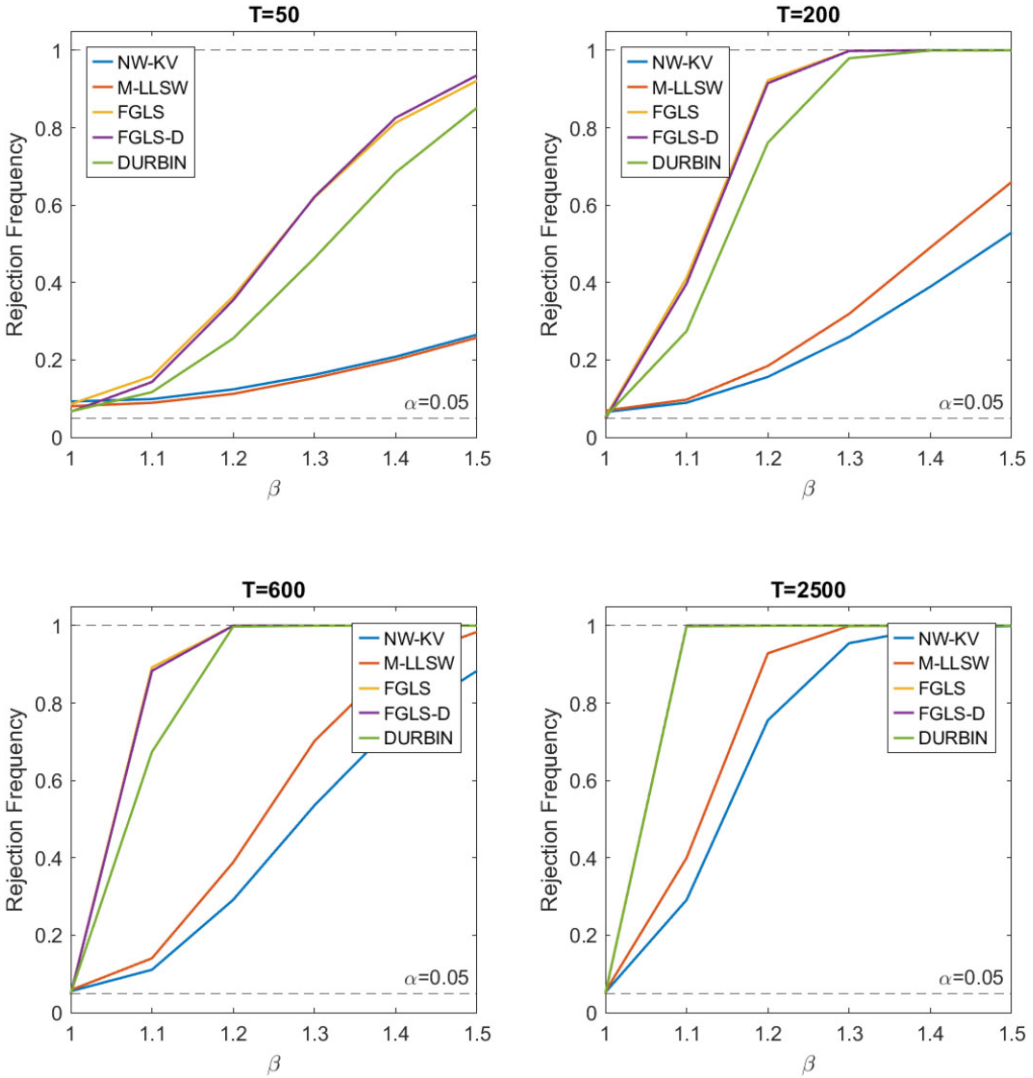 T=50
1
0.8
0.6
0.4
0.2
0
Rejection Frequency
NW-KV
M-LLSW
FGLS
FGLS-D
DURBIN
α=0.05
1 1.1 1.2 1.3 1.4 1.5
β
T=200
1
0.8
0.6
0.4
0.2
0
Rejection Frequency
NW-KV
M-LLSW
FGLS
FGLS-D
DURBIN
α=0.05
1 1.1 1.2 1.3 1.4 1.5
β
T=600
1
0.8
0.6
0.4
0.2
0
Rejection Frequency
NW-KV
M-LLSW
FGLS
FGLS-D
DURBIN
α=0.05
1 1.1 1.2 1.3 1.4 1.5
β
T=2500
1
0.8
0.6
0.4
0.2
0
Rejection Frequency
NW-KV
M-LLSW
FGLS
FGLS-D
DURBIN
α=0.05
1 1.1 1.2 1.3 1.4 1.5
β